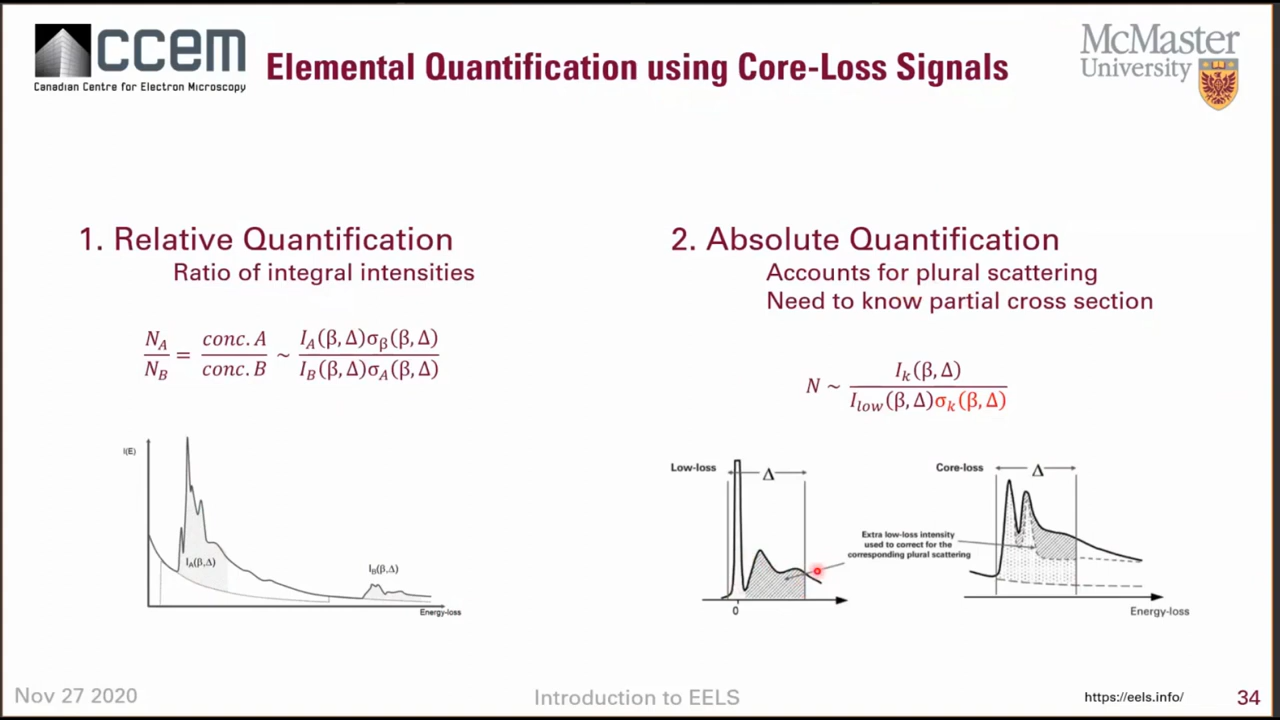 ccem
Canadian Centre for Electron Microscopy
Elemental Quantification using Core-Loss Signals
McMaster
University
1. Relative Quantification
Ratio of integral intensities
N_A/N_B = conc. A/conc. B ~ I_A(β,Δ)σ_β(β,Δ)/I_B(β,Δ)σ_A(β,Δ)
I(E)
I_A(β,Δ)
I_B(β,Δ)
Energy-loss
2. Absolute Quantification
Accounts for plural scattering
Need to know partial cross section
N ~ I_k(β,Δ)/I_low(β,Δ)σ_k(β,Δ)
Low-loss
Δ
0
Extra low-loss intensity
used to correct for the
corresponding plural scattering
Core-loss
Δ
Energy-loss
Nov 27 2020
Introduction to EELS
https://eels.info/
34